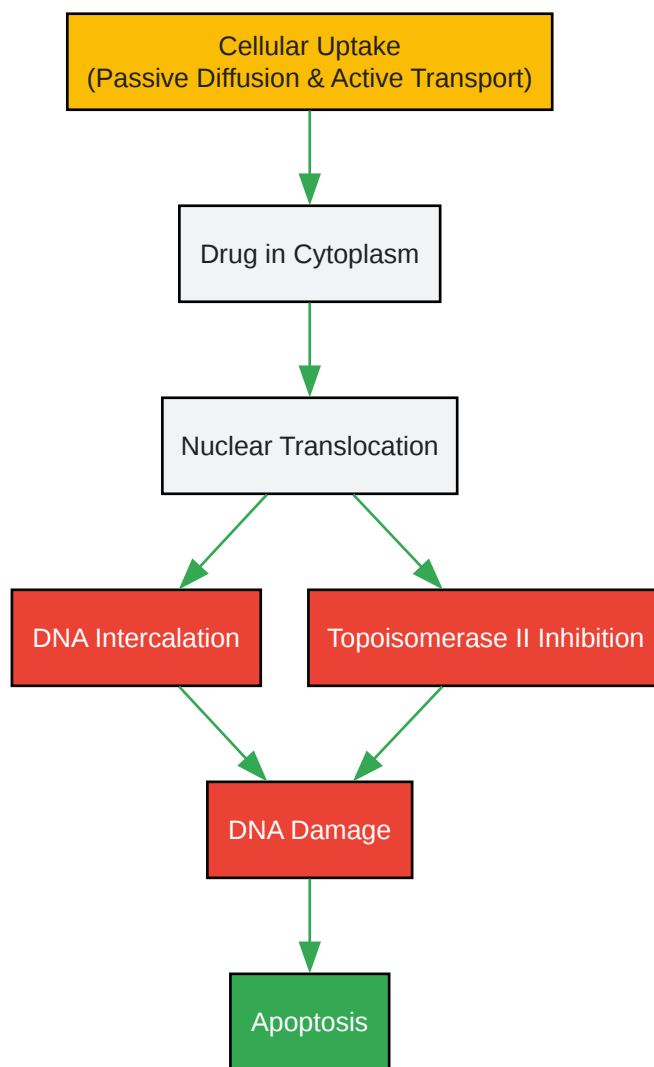 Cellular Uptake
(Passive Diffusion & Active Transport)
Drug in Cytoplasm
Nuclear Translocation
DNA Intercalation
Topoisomerase II Inhibition
DNA Damage
Apoptosis